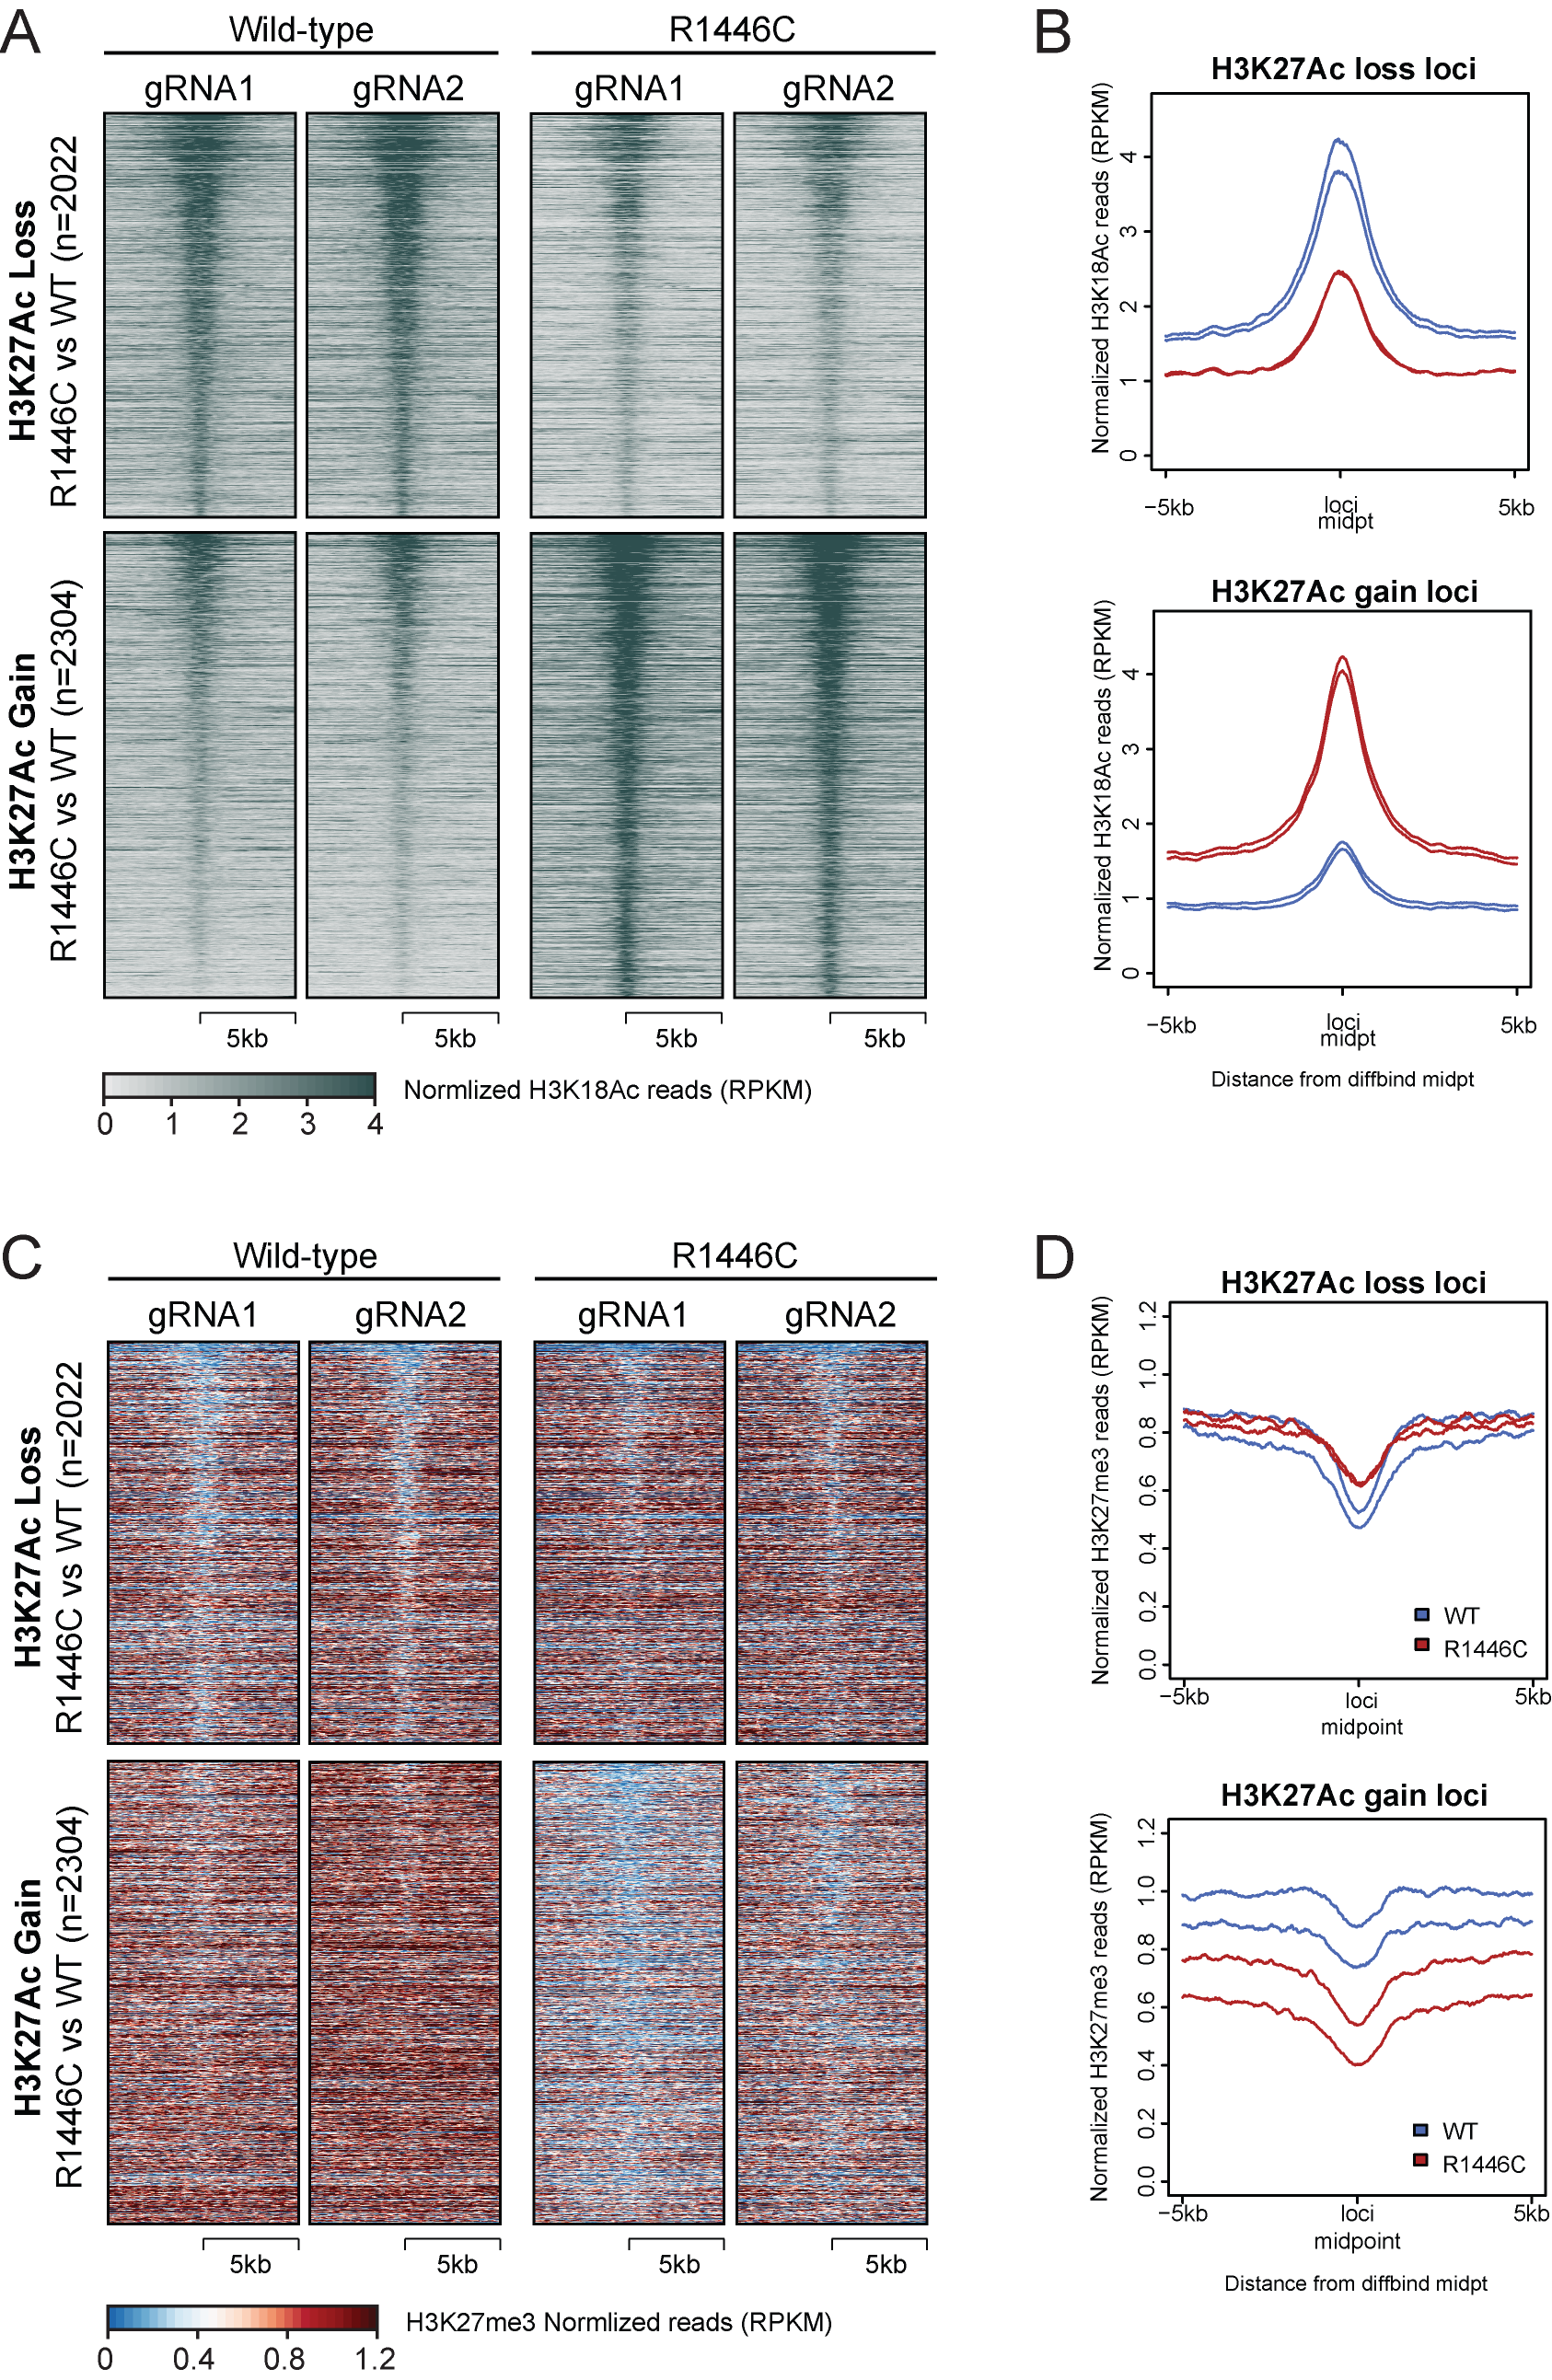 A
Wild-type
R1446C
gRNA1
gRNA2
gRNA1
gRNA2
H3K27Ac Loss
R1446C vs WT (n=2022
H3K27Ac Gain
R1446C vs WT (n=2304)
5kb
5kb
5kb
5kb
0
1
2
3
4
Normlized H3K18Ac reads (RPKM)
B
H3K27Ac loss loci
Normalized H3K18Ac reads (RPKM)
4
3
2
1
0
−5kb
loci
midpt
5kb
H3K27Ac gain loci
Normalized H3K18Ac reads (RPKM)
4
3
2
1
0
−5kb
loci
midpt
5kb
Distance from diffbind midpt
C
Wild-type
R1446C
gRNA1
gRNA2
gRNA1
gRNA2
H3K27Ac Loss
R1446C vs WT (n=2022
H3K27Ac Gain
R1446C vs WT (n=2304)
5kb
5kb
5kb
5kb
0
0.4
0.8
1.2
H3K27me3 Normlized reads (RPKM)
D
H3K27Ac loss loci
Normalized H3K27me3 reads (RPKM)
1.2
1.0
0.8
0.6
0.4
0.2
0.0
WT
R1446C
−5kb
loci
midpoint
5kb
H3K27Ac gain loci
Normalized H3K27me3 reads (RPKM)
1.2
1.0
0.8
0.6
0.4
0.2
0.0
WT
R1446C
−5kb
loci
midpoint
5kb
Distance from diffbind midpt